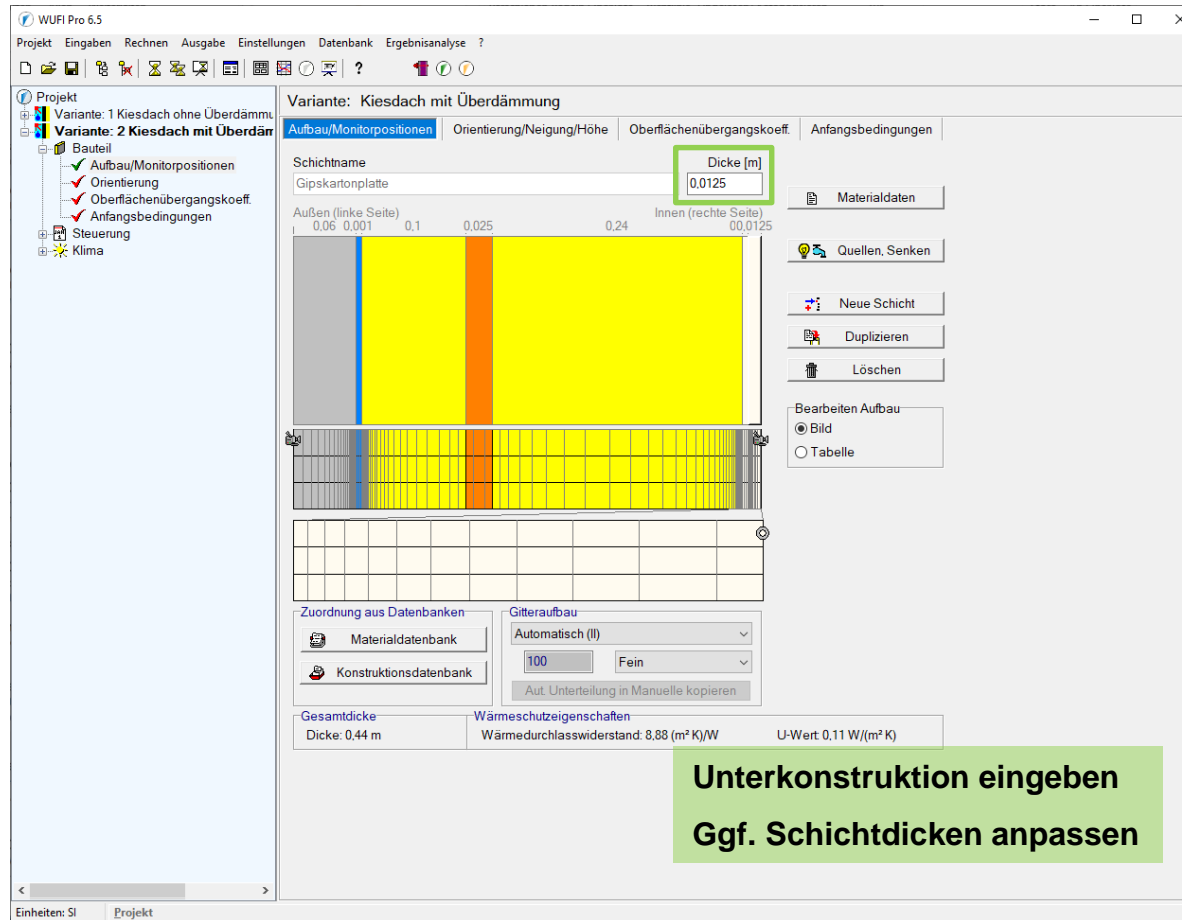 WUFI Pro 6.5
Projekt Eingaben Rechnen Ausgabe Einstellungen Datenbank Ergebnisanalyse ?
Projekt
Variante: 1 Kiesdach ohne Überdämmu
Variante: 2 Kiesdach mit Überdäm
Bauteil
Aufbau/Monitorpositionen
Orientierung
Oberflächenübergangskoeff.
Anfangsbedingungen
Steuerung
Klima
Variante: Kiesdach mit Überdämmung
Aufbau/Monitorpositionen Orientierung/Neigung/Höhe Oberflächenübergangskoeff. Anfangsbedingungen
Schichtname Dicke [m]
Gipskartonplatte 0,0125
Materialdaten
Außen (linke Seite) Innen (rechte Seite)
0,06 0,001 0,1 0,025 0,24 00,0125
Quellen, Senken
Neue Schicht
Duplizieren
Löschen
Bearbeiten Aufbau
Bild
Tabelle
Zuordnung aus Datenbanken Gitteraufbau
Materialdatenbank Automatisch (II)
100 Fein
Konstruktionsdatenbank
Aut. Unterteilung in Manuelle kopieren
Gesamtdicke Wärmeschutzeigenschaften
Dicke: 0,44 m Wärmedurchlasswiderstand: 8,88 (m² K)/W U-Wert: 0,11 W/(m² K)
Unterkonstruktion eingeben
Ggf. Schichtdicken anpassen
Einheiten: SI Projekt